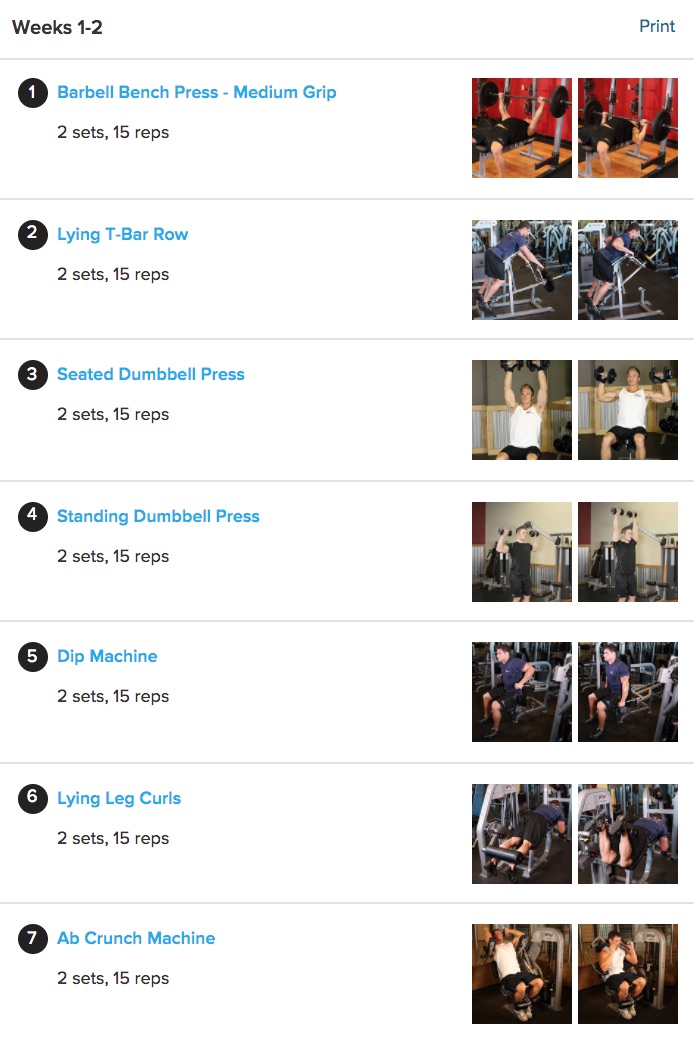 Weeks 1-2
Print
1
Barbell Bench Press - Medium Grip
2 sets, 15 reps
2
Lying T-Bar Row
2 sets, 15 reps
3
Seated Dumbbell Press
2 sets, 15 reps
4
Standing Dumbbell Press
2 sets, 15 reps
5
Dip Machine
2 sets, 15 reps
6
Lying Leg Curls
2 sets, 15 reps
7
Ab Crunch Machine
2 sets, 15 reps